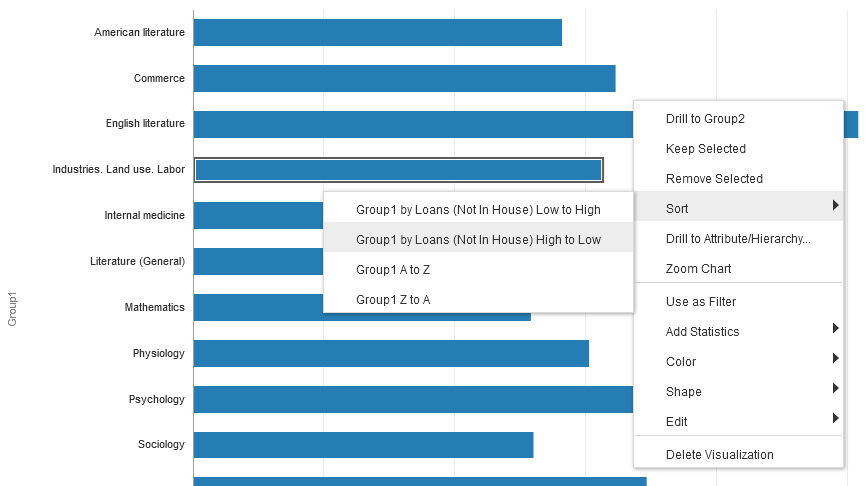 American literature
Commerce
English literature
Industries. Land use. Labor
Internal medicine
Literature (General)
Mathematics
Physiology
Psychology
Sociology
Group1
Group1 by Loans (Not In House) Low to High
Group1 by Loans (Not In House) High to Low
Group1 A to Z
Group1 Z to A
Drill to Group2
Keep Selected
Remove Selected
Sort
Drill to Attribute/Hierarchy...
Zoom Chart
Use as Filter
Add Statistics
Color
Shape
Edit
Delete Visualization